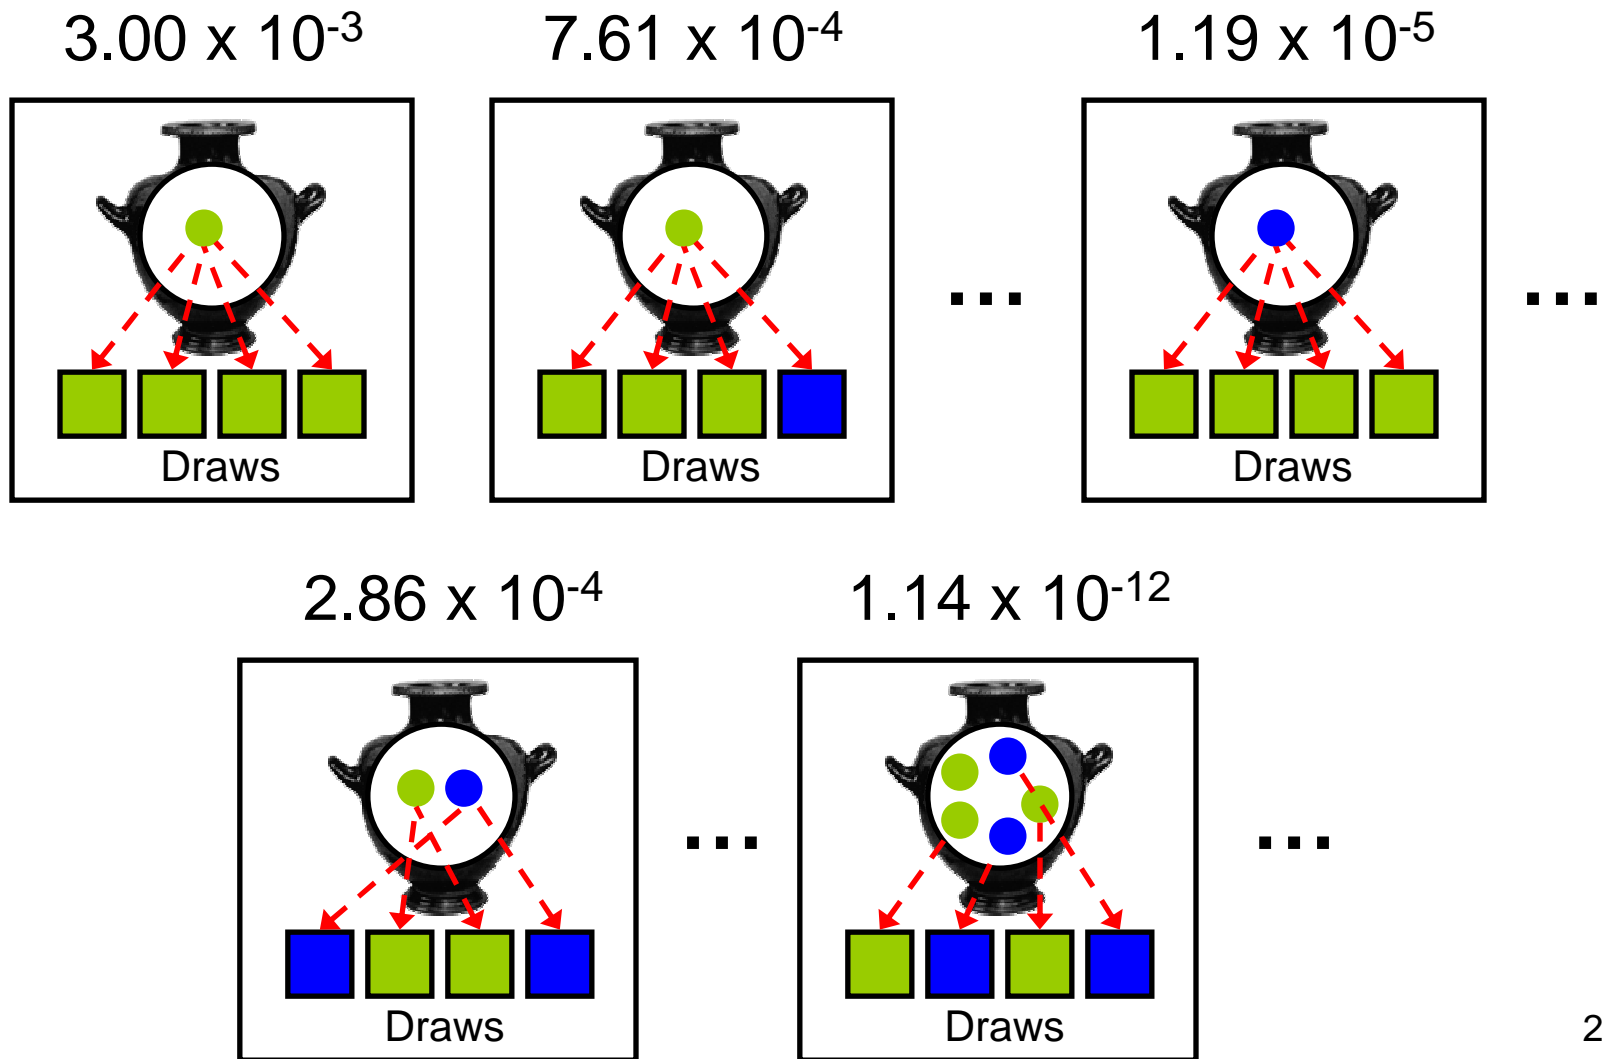 3.00 x 10⁻³ 7.61 x 10⁻⁴ 1.19 x 10⁻⁵
... ...
Draws Draws Draws
2.86 x 10⁻⁴ 1.14 x 10⁻¹²
... ...
Draws Draws
2